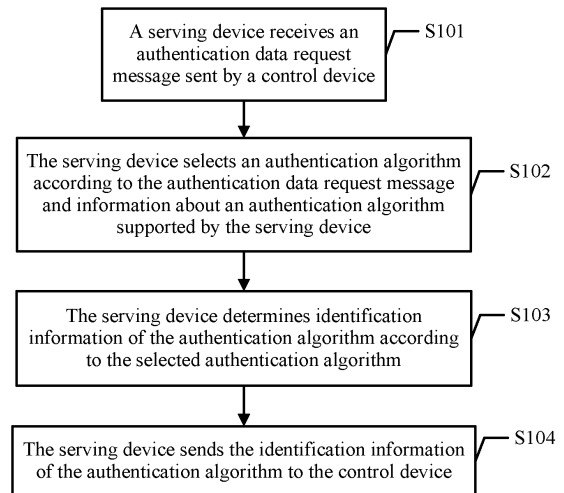 A serving device receives an
authentication data request
message sent by a control device
S101
The serving device selects an authentication algorithm
according to the authentication data request message
and information about an authentication algorithm
supported by the serving device
S102
The serving device determines identification
information of the authentication algorithm according
to the selected authentication algorithm
S103
The serving device sends the identification information
of the authentication algorithm to the control device
S104